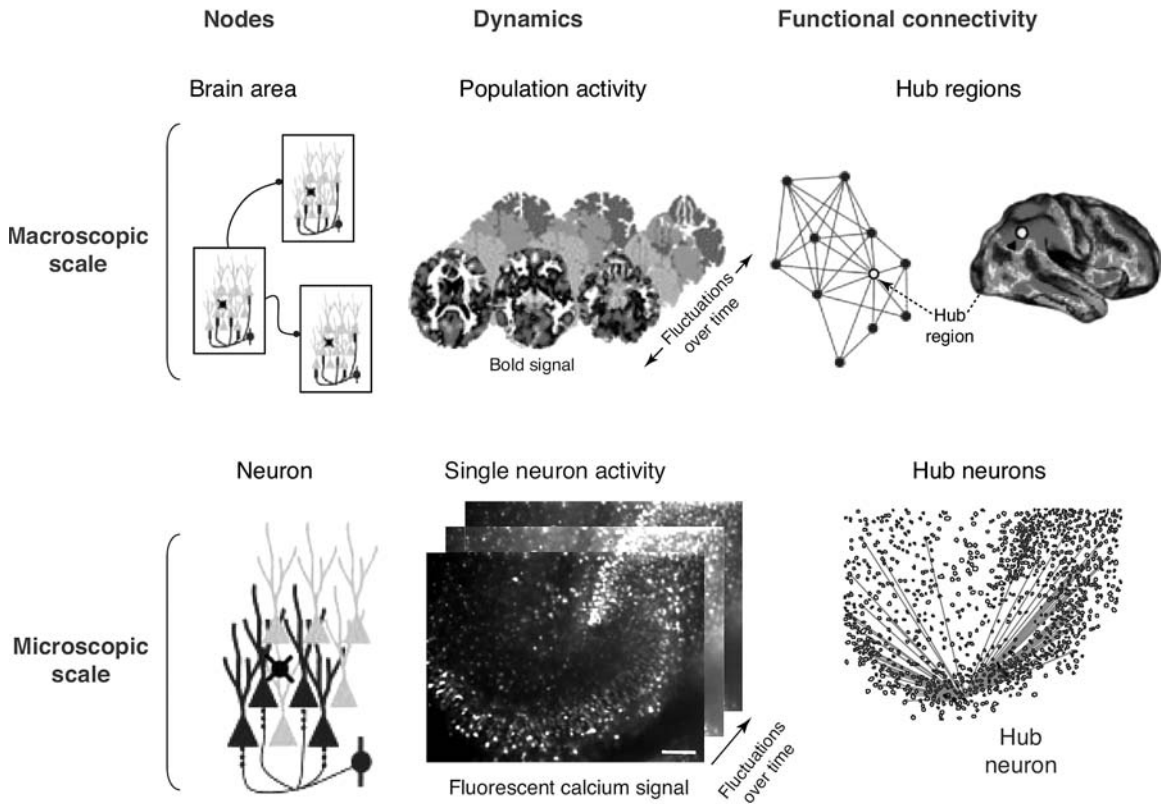 Nodes
Dynamics
Functional connectivity
Brain area
Population activity
Hub regions
Macroscopic
scale
Fluctuations
over time
Bold signal
Hub
region
Neuron
Single neuron activity
Hub neurons
Microscopic
scale
Fluctuations
over time
Fluorescent calcium signal
Hub
neuron